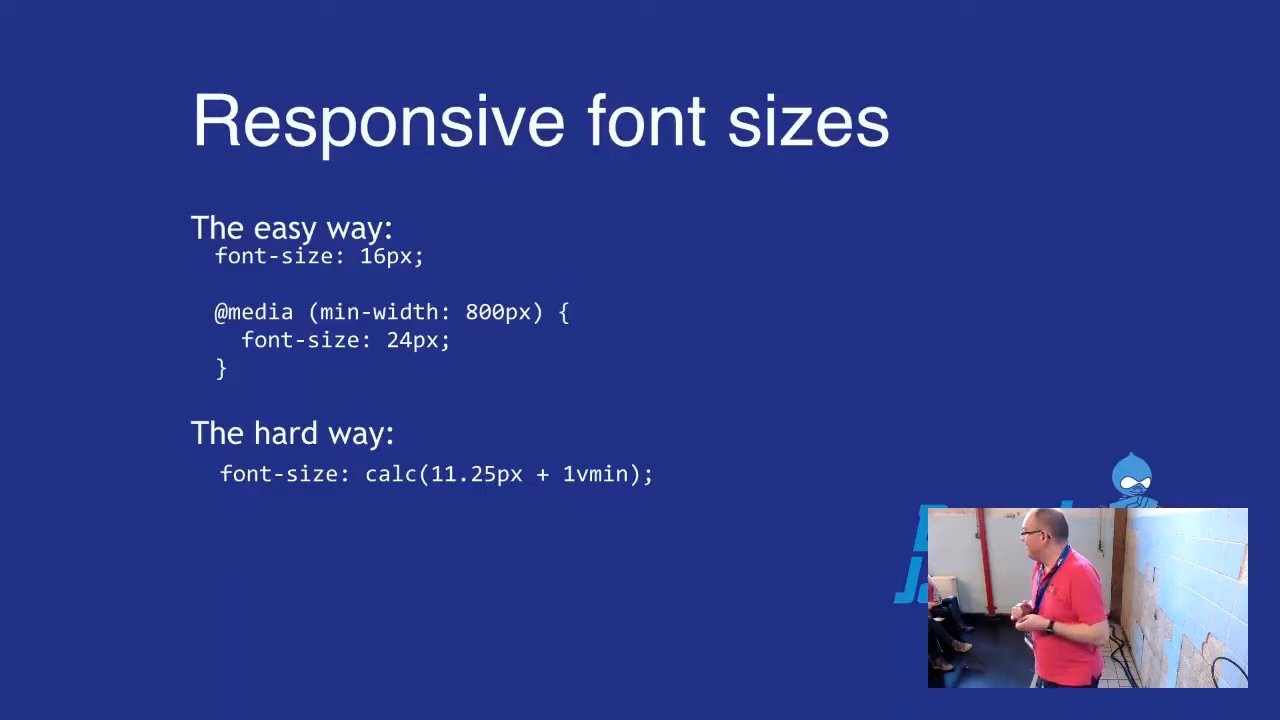 Responsive font sizes
The easy way:
font-size: 16px;
@media (min-width: 800px) {
font-size: 24px;
}
The hard way:
font-size: calc(11.25px + 1vmin);